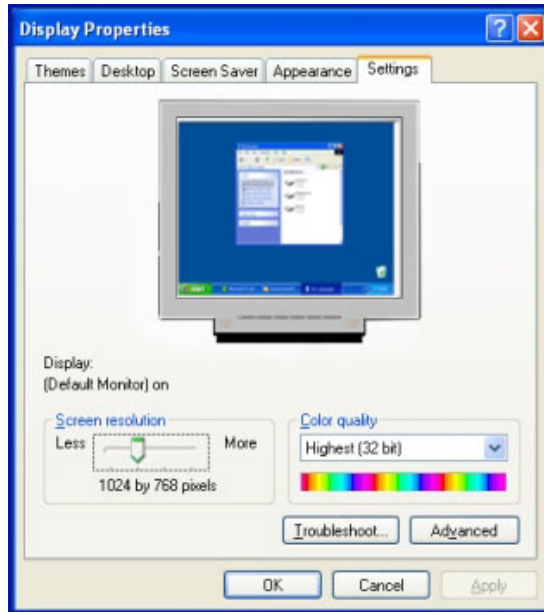 Display Properties
Themes Desktop Screen Saver Appearance Settings
start
Display:
(Default Monitor) on
Screen resolution
Less More
1024 by 768 pixels
Color quality
Highest (32 bit)
Troubleshoot... Advanced
OK Cancel Apply